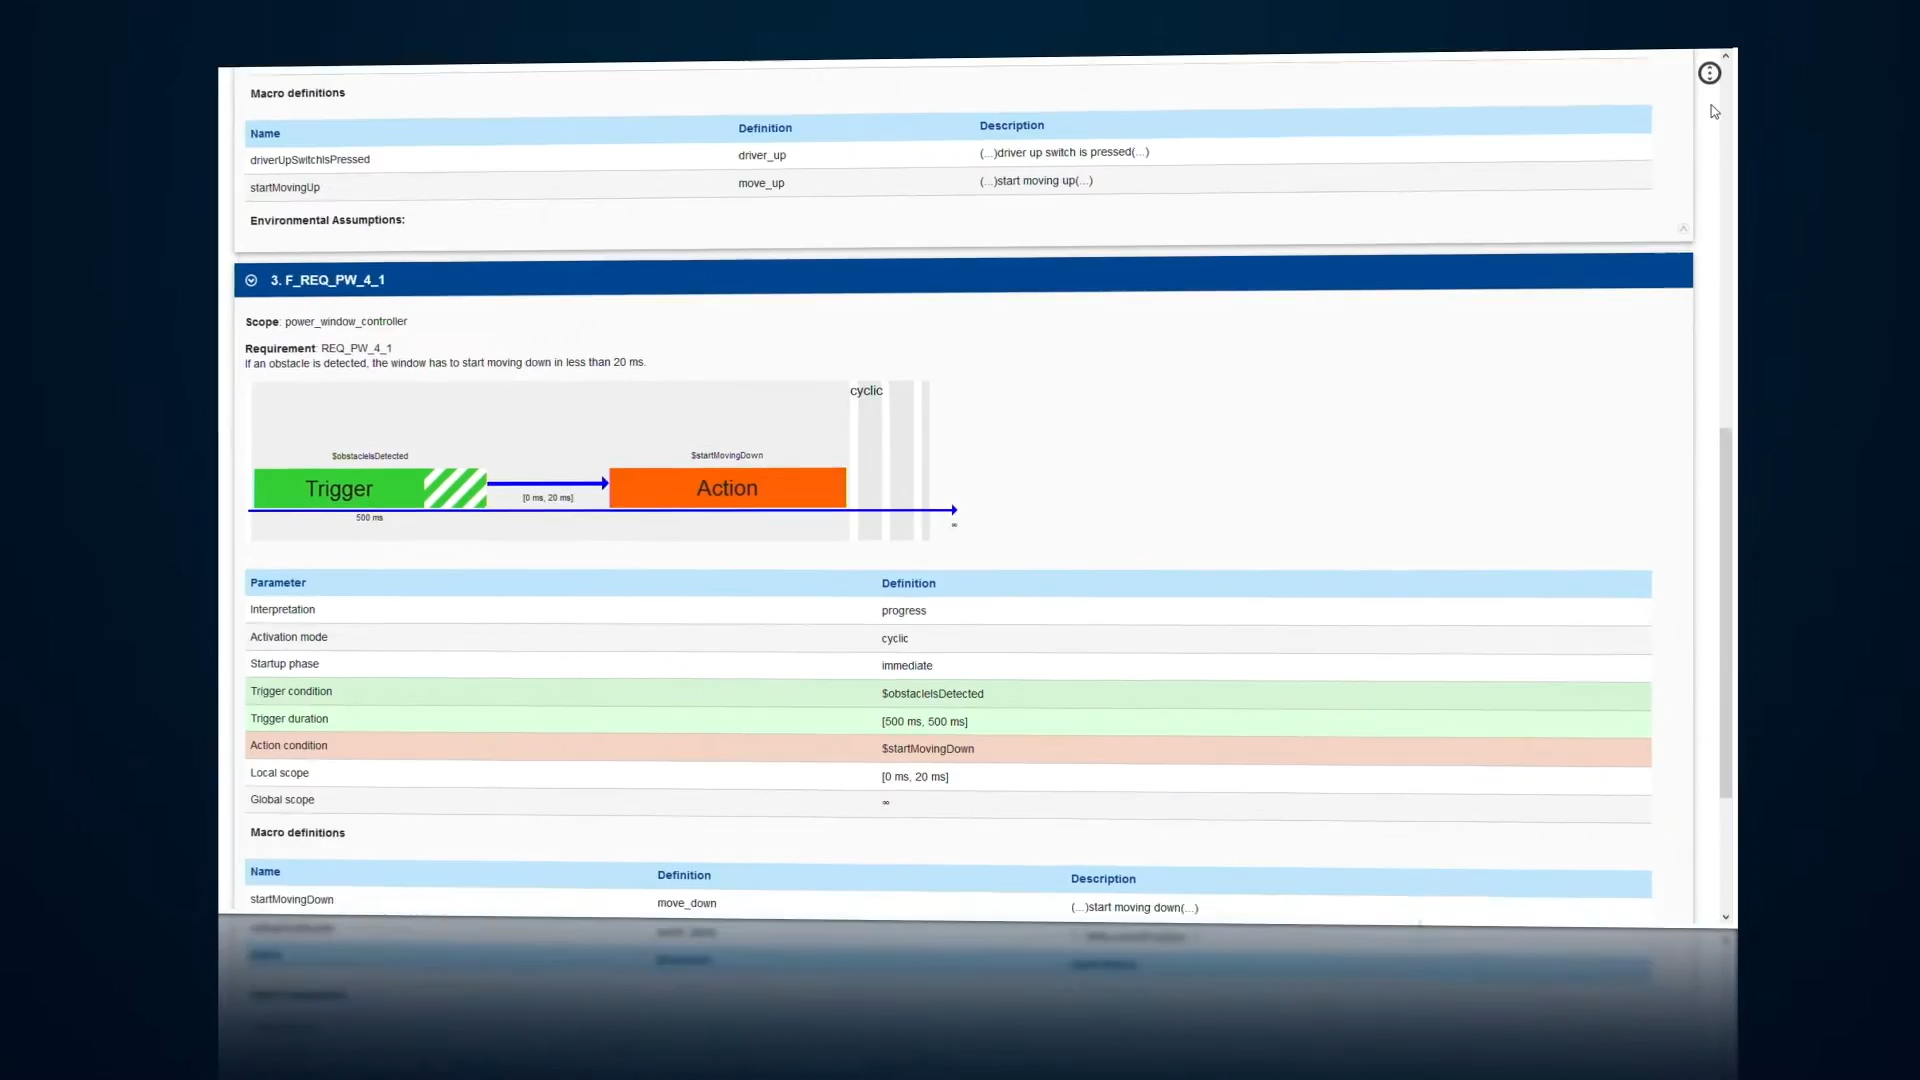 Macro definitions
Name Definition Description
driverUpSwitchIsPressed driver_up (...)driver up switch is pressed(...)
startMovingUp move_up (...)start moving up(...)
Environmental Assumptions:
3. F_REQ_PW_4_1
Scope: power_window_controller
Requirement: REQ_PW_4_1
If an obstacle is detected, the window has to start moving down in less than 20 ms.
cyclic
$obstacleIsDetected $startMovingDown
Trigger Action
[0 ms, 20 ms]
500 ms
∞
Parameter Definition
Interpretation progress
Activation mode cyclic
Startup phase immediate
Trigger condition $obstacleIsDetected
Trigger duration [500 ms, 500 ms]
Action condition $startMovingDown
Local scope [0 ms, 20 ms]
Global scope ∞
Macro definitions
Name Definition Description
startMovingDown move_down (...)start moving down(...)